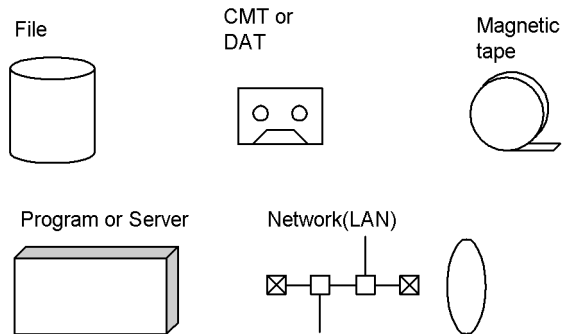 File
CMT or
DAT
Magnetic
tape
Program or Server
Network(LAN)